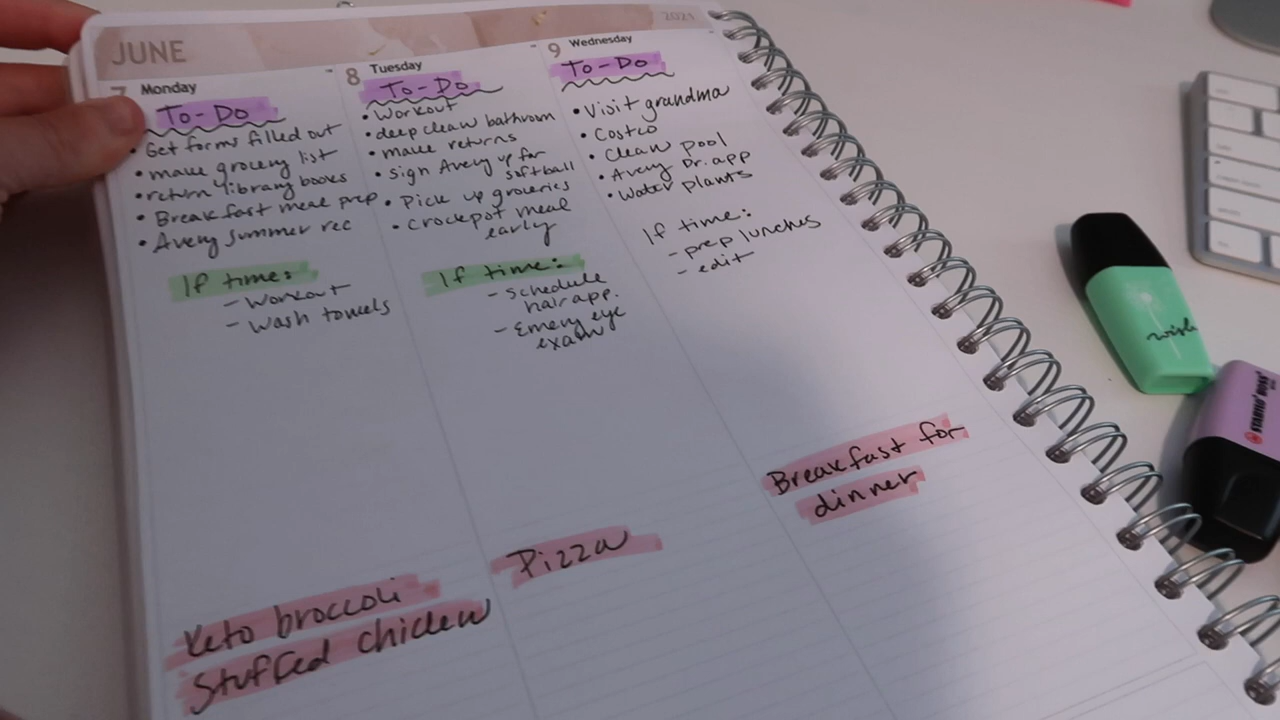 JUNE
2021
7 Monday
To-Do
• Get forms filled out
• make grocery list
• return library books
• Breakfast meal prep
• Avery summer rec
If time:
- Workout
- Wash towels
Keto broccoli
Stuffed chicken
8 Tuesday
To-Do
• Workout
• deep clean bathroom
• make returns
• Sign Avery up for
softball
• Pick up groceries
• Crockpot meal
early
If time:
- Schedule
hair app.
- Emery eye
exam
Pizza
9 Wednesday
To-Do
• Visit grandma
• Costco
• Clean pool
• Avery Dr. app
• Water plants
If time:
- prep lunches
- edit
Breakfast for
dinner
wish
STABILO BOSS